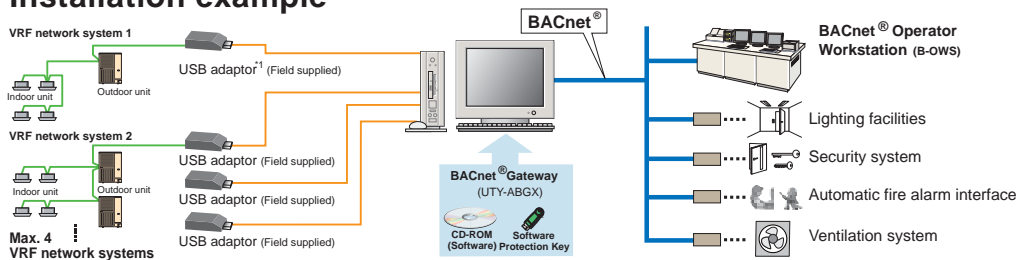 Installation example
VRF network system 1
USB adaptor*1 (Field supplied)
Indoor unit
Outdoor unit
VRF network system 2
USB adaptor (Field supplied)
Indoor unit
Outdoor unit
USB adaptor (Field supplied)
USB adaptor (Field supplied)
Max. 4
VRF network systems
BACnet®
BACnet® Gateway
(UTY-ABGX)
CD-ROM
(Software)
Software
Protection Key
BACnet® Operator
Workstation (B-OWS)
Lighting facilities
Security system
Automatic fire alarm interface
Ventilation system